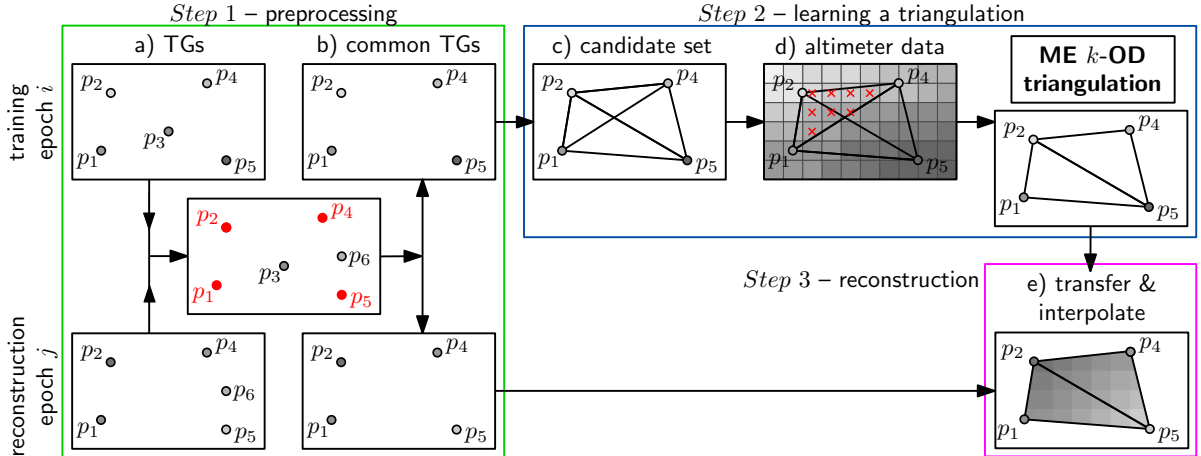 Step 1 – preprocessing
Step 2 – learning a triangulation
a) TGs
b) common TGs
c) candidate set
d) altimeter data
ME k-OD
triangulation
training
epoch i
p2
p4
p3
p1
p5
p2
p4
p1
p5
p2
p4
p1
p5
p2
p4
p1
p5
p2
p4
p1
p5
p2
p4
p6
p3
p1
p5
Step 3 – reconstruction
e) transfer &
interpolate
reconstruction
epoch j
p2
p4
p6
p1
p5
p2
p4
p1
p5
p2
p4
p1
p5